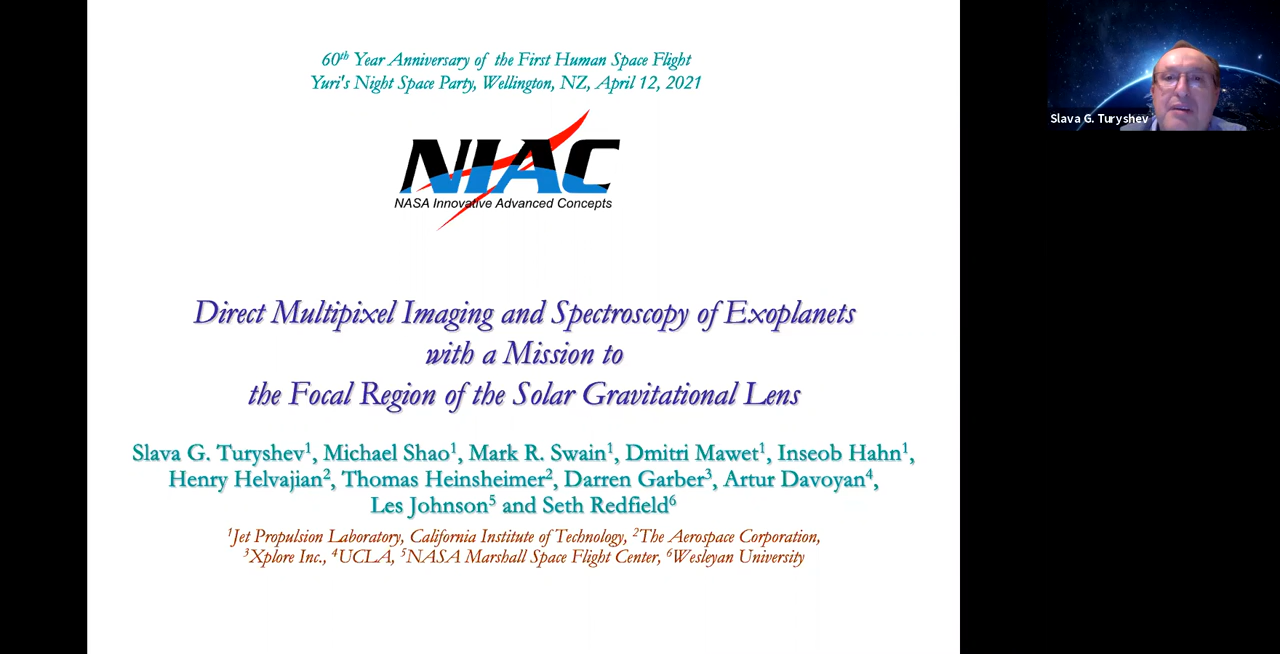 60th Year Anniversary of the First Human Space Flight
Yuri's Night Space Party, Wellington, NZ, April 12, 2021
NIAC
NASA Innovative Advanced Concepts
Direct Multipixel Imaging and Spectroscopy of Exoplanets
with a Mission to
the Focal Region of the Solar Gravitational Lens
Slava G. Turyshev¹, Michael Shao¹, Mark R. Swain¹, Dmitri Mawet¹, Inseob Hahn¹,
Henry Helvajian², Thomas Heinsheimer², Darren Garber³, Artur Davoyan⁴,
Les Johnson⁵ and Seth Redfield⁶
¹Jet Propulsion Laboratory, California Institute of Technology, ²The Aerospace Corporation,
³Xplore Inc., ⁴UCLA, ⁵NASA Marshall Space Flight Center, ⁶Wesleyan University
Slava G. Turyshev